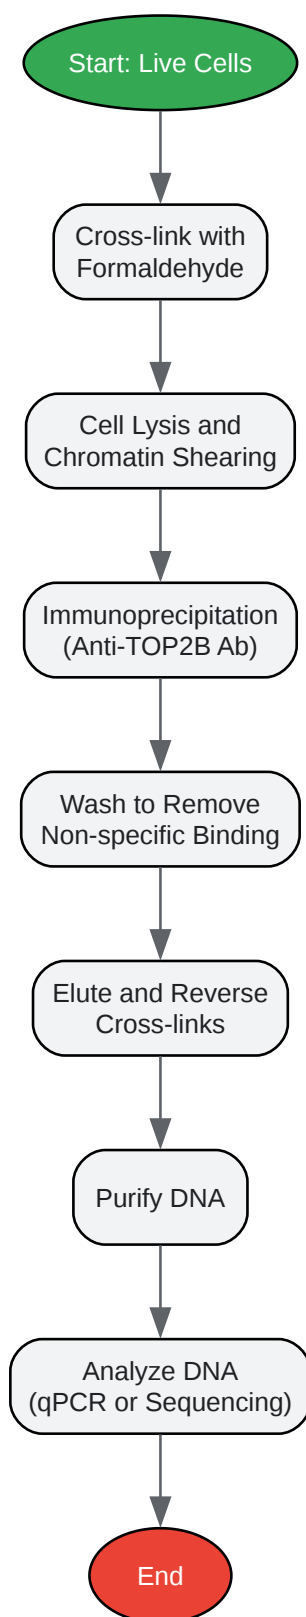 Start: Live Cells
Cross-link with
Formaldehyde
Cell Lysis and
Chromatin Shearing
Immunoprecipitation
(Anti-TOP2B Ab)
Wash to Remove
Non-specific Binding
Elute and Reverse
Cross-links
Purify DNA
Analyze DNA
(qPCR or Sequencing)
End